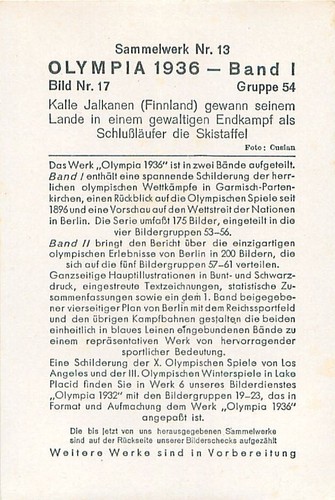 Sammelwerk Nr. 13
OLYMPIA 1936 — Band I
Bild Nr. 17 Gruppe 54
Kalle Jalkanen (Finnland) gewann seinem
Lande in einem gewaltigen Endkampf als
Schlußläufer die Skistaffel
Foto: Cusian
Das Werk „Olympia 1936" ist in zwei Bände aufgeteilt.
Band I enthält eine spannende Schilderung der herr-
lichen olympischen Wettkämpfe in Garmisch-Parten-
kirchen, einen Rückblick auf die Olympischen Spiele seit
1896 und eine Vorschau auf den Wettstreit der Nationen
in Berlin. Die Serie umfaßt 175 Bilder, eingeteilt in die
vier Bildergruppen 53–56.
Band II bringt den Bericht über die einzigartigen
olympischen Erlebnisse von Berlin in 200 Bildern, die
sich auf die fünf Bildergruppen 57–61 verteilen.
Ganzseitige Hauptillustrationen in Bunt- und Schwarz-
druck, eingestreute Textzeichnungen, statistische Zu-
sammenfassungen sowie ein dem 1. Band beigegebe-
ner vierseitiger Plan von Berlin mit dem Reichssportfeld
und den übrigen Kampfbahnen gestalten die beiden
einheitlich in blaues Leinen eingebundenen Bände zu
einem repräsentativen Werk von hervorragender
sportlicher Bedeutung.
Eine Schilderung der X. Olympischen Spiele von Los
Angeles und der III. Olympischen Winterspiele in Lake
Placid finden Sie in Werk 6 unseres Bilderdienstes
„Olympia 1932" mit den Bildergruppen 19–23, das in
Format und Aufmachung dem Werk „Olympia 1936"
angepaßt ist.
Die bis jetzt von uns herausgegebenen Sammelwerke
sind auf der Rückseite unserer Bilderschecks aufgezählt
Weitere Werke sind in Vorbereitung